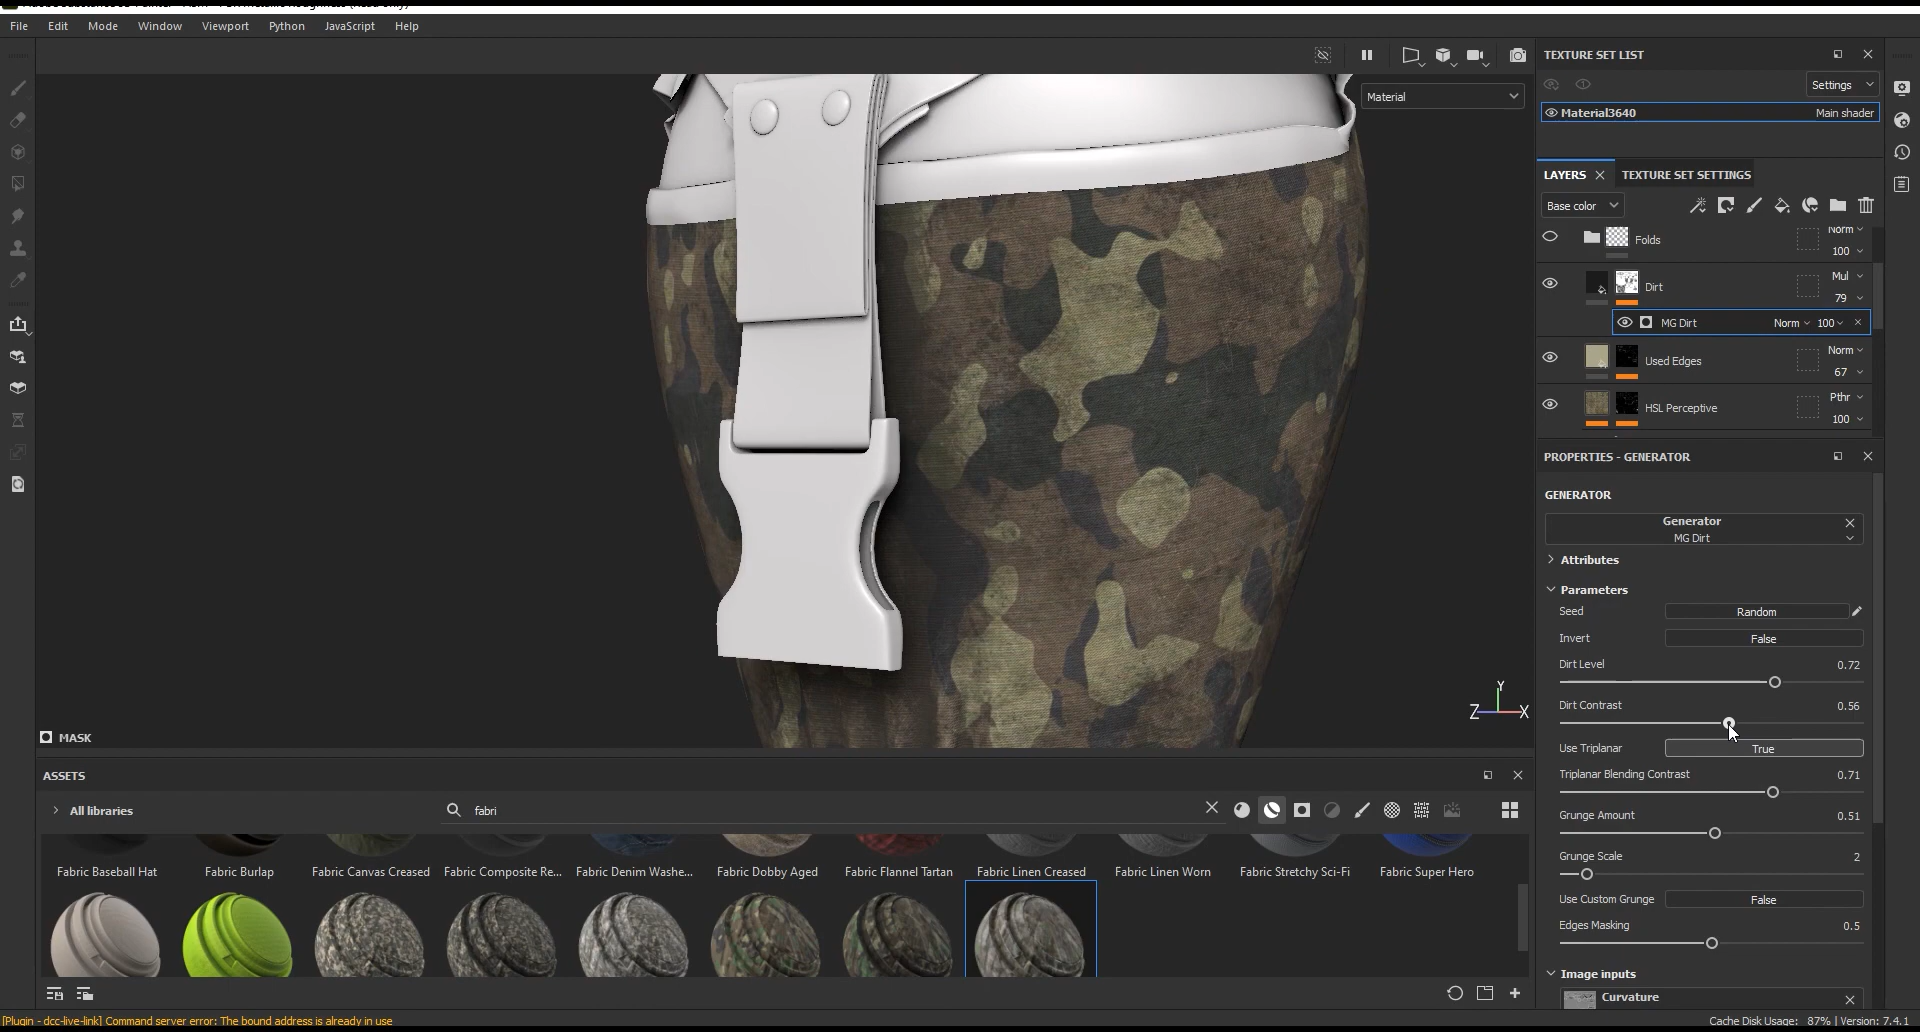 File Edit Mode Window Viewport Python JavaScript Help
Material
TEXTURE SET LIST
Settings
Material3640 Main shader
LAYERS TEXTURE SET SETTINGS
Base color
Folds Norm 100
Dirt Mul 79
MG Dirt Norm 100
Used Edges Norm 67
HSL Perceptive Pthr 100
PROPERTIES - GENERATOR
GENERATOR
Generator
MG Dirt
Attributes
Parameters
Seed Random
Invert False
Dirt Level 0.72
Dirt Contrast 0.56
Use Triplanar True
Triplanar Blending Contrast 0.71
Grunge Amount 0.51
Grunge Scale 2
Use Custom Grunge False
Edges Masking 0.5
Image inputs
Curvature
Y
Z X
MASK
ASSETS
All libraries fabri
Fabric Baseball Hat Fabric Burlap Fabric Canvas Creased Fabric Composite Re... Fabric Denim Washe... Fabric Dobby Aged Fabric Flannel Tartan Fabric Linen Creased Fabric Linen Worn Fabric Stretchy Sci-Fi Fabric Super Hero
[Plugin - dcc-live-link] Command server error: The bound address is already in use
Cache Disk Usage: 87% | Version: 7.4.1